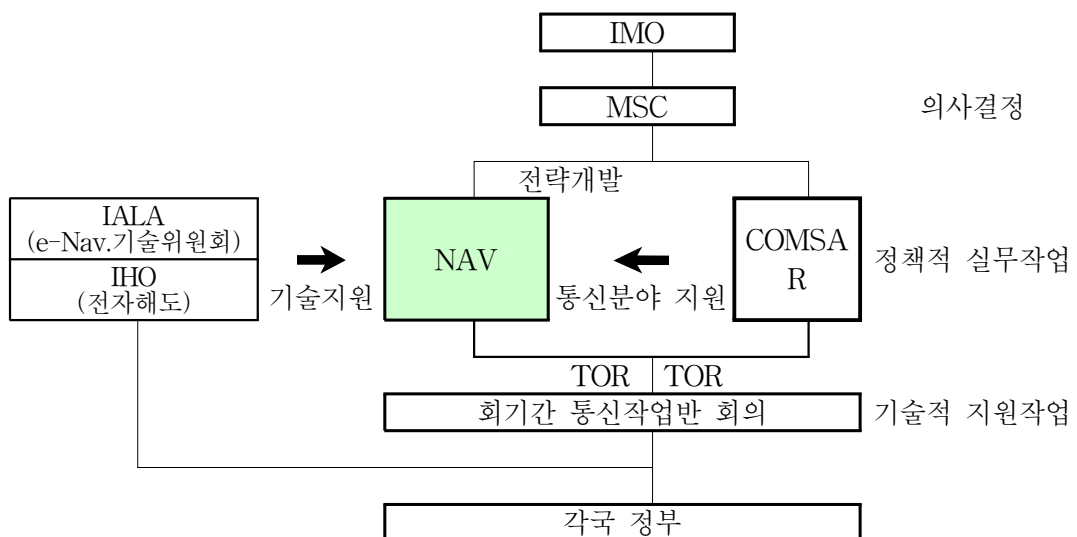 IMO
MSC
의사결정
전략개발
IALA
(e-Nav.기술위원회)
IHO
(전자해도)
기술지원
NAV
통신분야 지원
COMSA
R
정책적 실무작업
TOR TOR
회기간 통신작업반 회의
기술적 지원작업
각국 정부